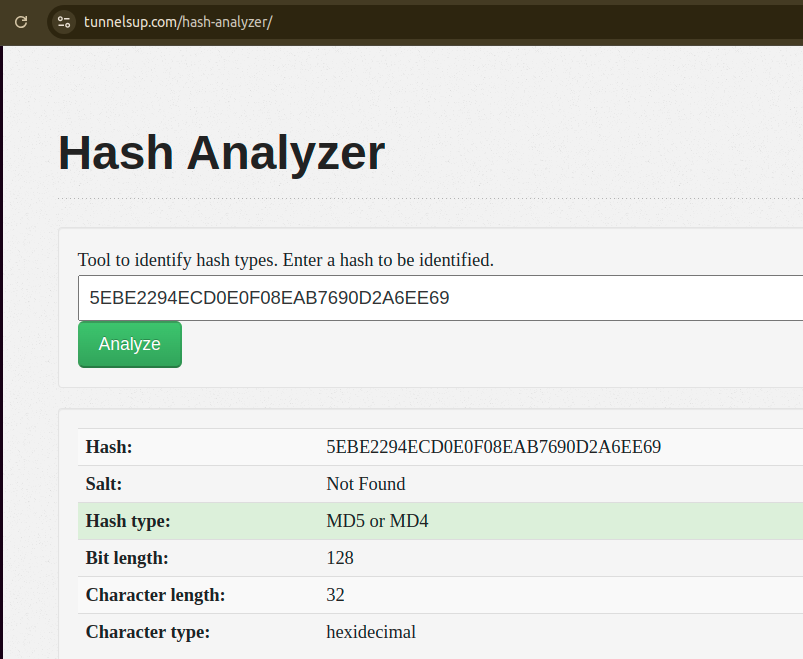 tunnelsup.com/hash-analyzer/
Hash Analyzer
Tool to identify hash types. Enter a hash to be identified.
5EBE2294ECD0E0F08EAB7690D2A6EE69
Analyze
Hash: 5EBE2294ECD0E0F08EAB7690D2A6EE69
Salt: Not Found
Hash type: MD5 or MD4
Bit length: 128
Character length: 32
Character type: hexidecimal